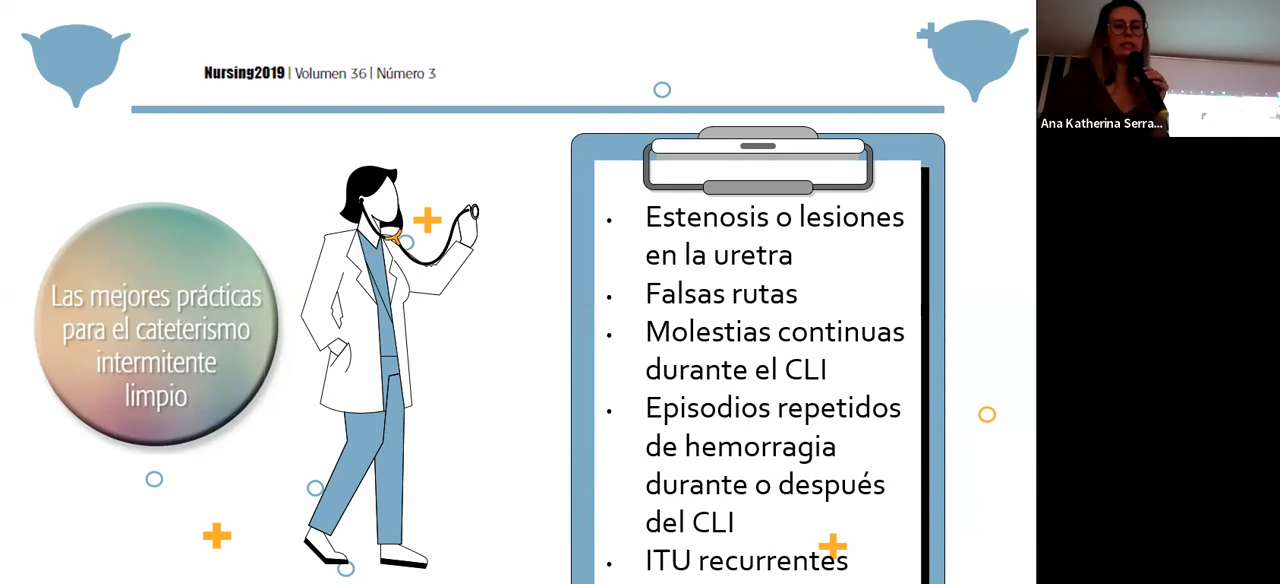 Nursing2019 | Volumen 36 | Número 3
Ana Katherina Serra...
Las mejores prácticas
para el cateterismo
intermitente
limpio
• Estenosis o lesiones
en la uretra
• Falsas rutas
• Molestias continuas
durante el CLI
• Episodios repetidos
de hemorragia
durante o después
del CLI
• ITU recurrentes